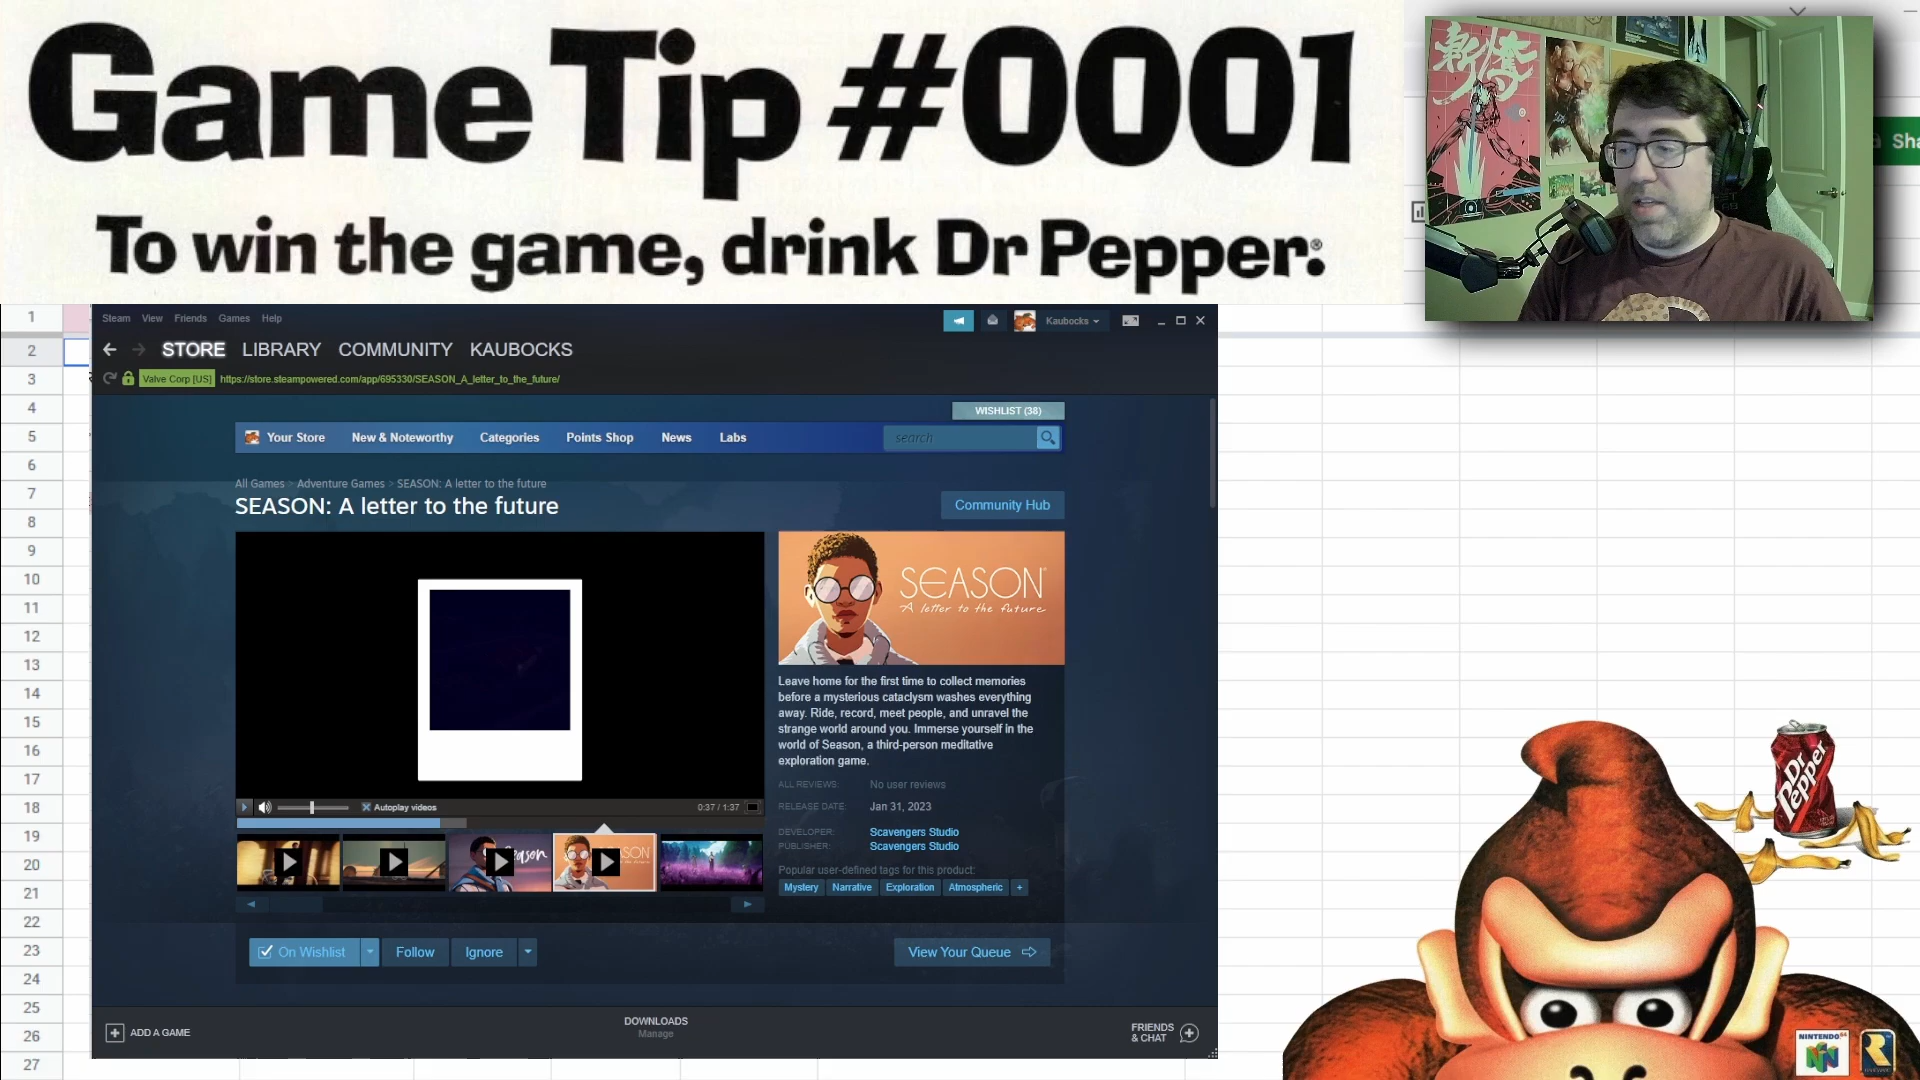 Game Tip #0001
To win the game, drink Dr Pepper.®
Sha
Steam View Friends Games Help
Kaubocks
STORE LIBRARY COMMUNITY KAUBOCKS
Valve Corp [US] https://store.steampowered.com/app/695330/SEASON_A_letter_to_the_future/
WISHLIST (38)
Your Store New & Noteworthy Categories Points Shop News Labs search
All Games > Adventure Games > SEASON: A letter to the future
SEASON: A letter to the future
Community Hub
SEASON
A letter to the future
Leave home for the first time to collect memories
before a mysterious cataclysm washes everything
away. Ride, record, meet people, and unravel the
strange world around you. Immerse yourself in the
world of Season, a third-person meditative
exploration game.
ALL REVIEWS: No user reviews
RELEASE DATE: Jan 31, 2023
DEVELOPER: Scavengers Studio
PUBLISHER: Scavengers Studio
Popular user-defined tags for this product:
Mystery Narrative Exploration Atmospheric +
Autoplay videos 0:37 / 1:37
Season
SON
On Wishlist Follow Ignore View Your Queue
ADD A GAME
DOWNLOADS
Manage
FRIENDS
& CHAT
1
2
3
4
5
6
7
8
9
10
11
12
13
14
15
16
17
18
19
20
21
22
23
24
25
26
27
Dr
Pepper
NINTENDO 64
N
R